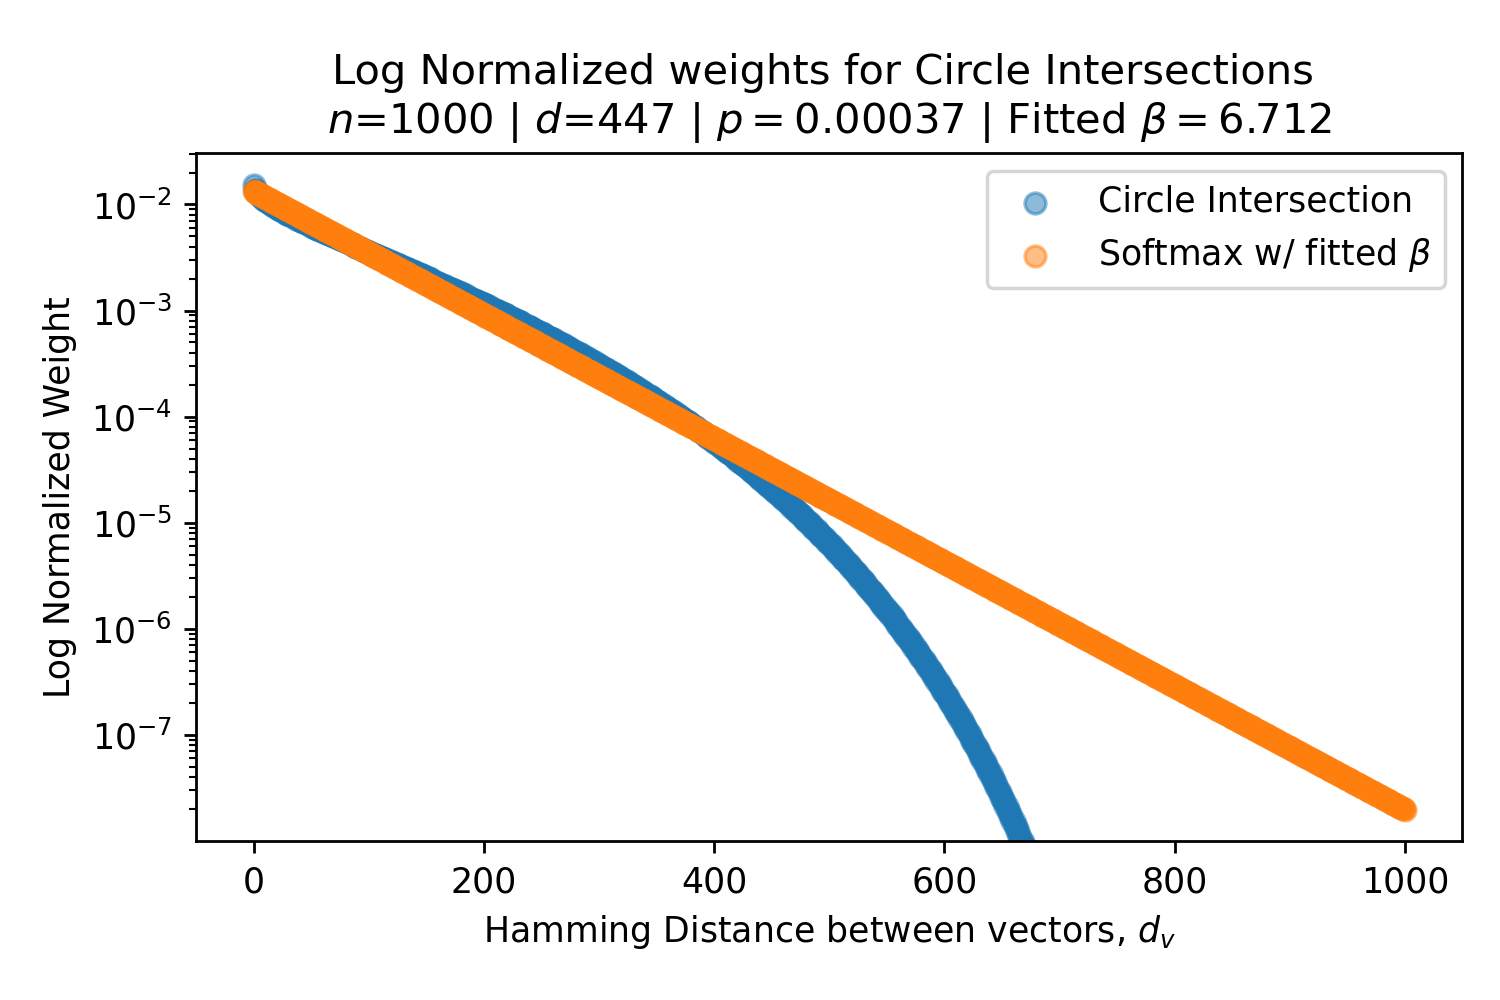 Log Normalized weights for Circle Intersections
n=1000 | d=447 | p = 0.00037 | Fitted β = 6.712
Circle Intersection
Softmax w/ fitted β
Log Normalized Weight
10⁻²
10⁻³
10⁻⁴
10⁻⁵
10⁻⁶
10⁻⁷
0 200 400 600 800 1000
Hamming Distance between vectors, dᵥ